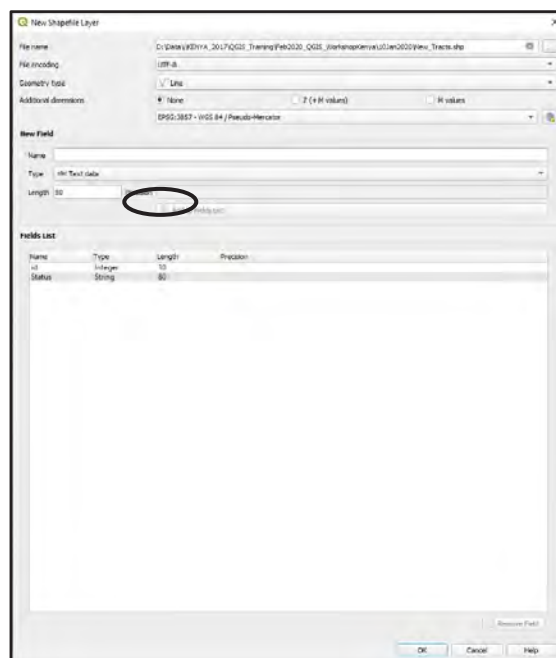 New Shapefile Layer
File name D:\Data\KENYA_2017\QGIS_Training\Feb2020_QGIS_WorkshopKenya\10Jan2020\New_Tracts.shp
File encoding UTF-8
Geometry type Line
Additional dimensions None Z (+ M values) M values
EPSG:3857 - WGS 84 / Pseudo-Mercator
New Field
Name
Type abc Text data
Length 80
Fields List
Name Type Length Precision
id Integer 10
Status String 80
Remove Field
OK Cancel Help